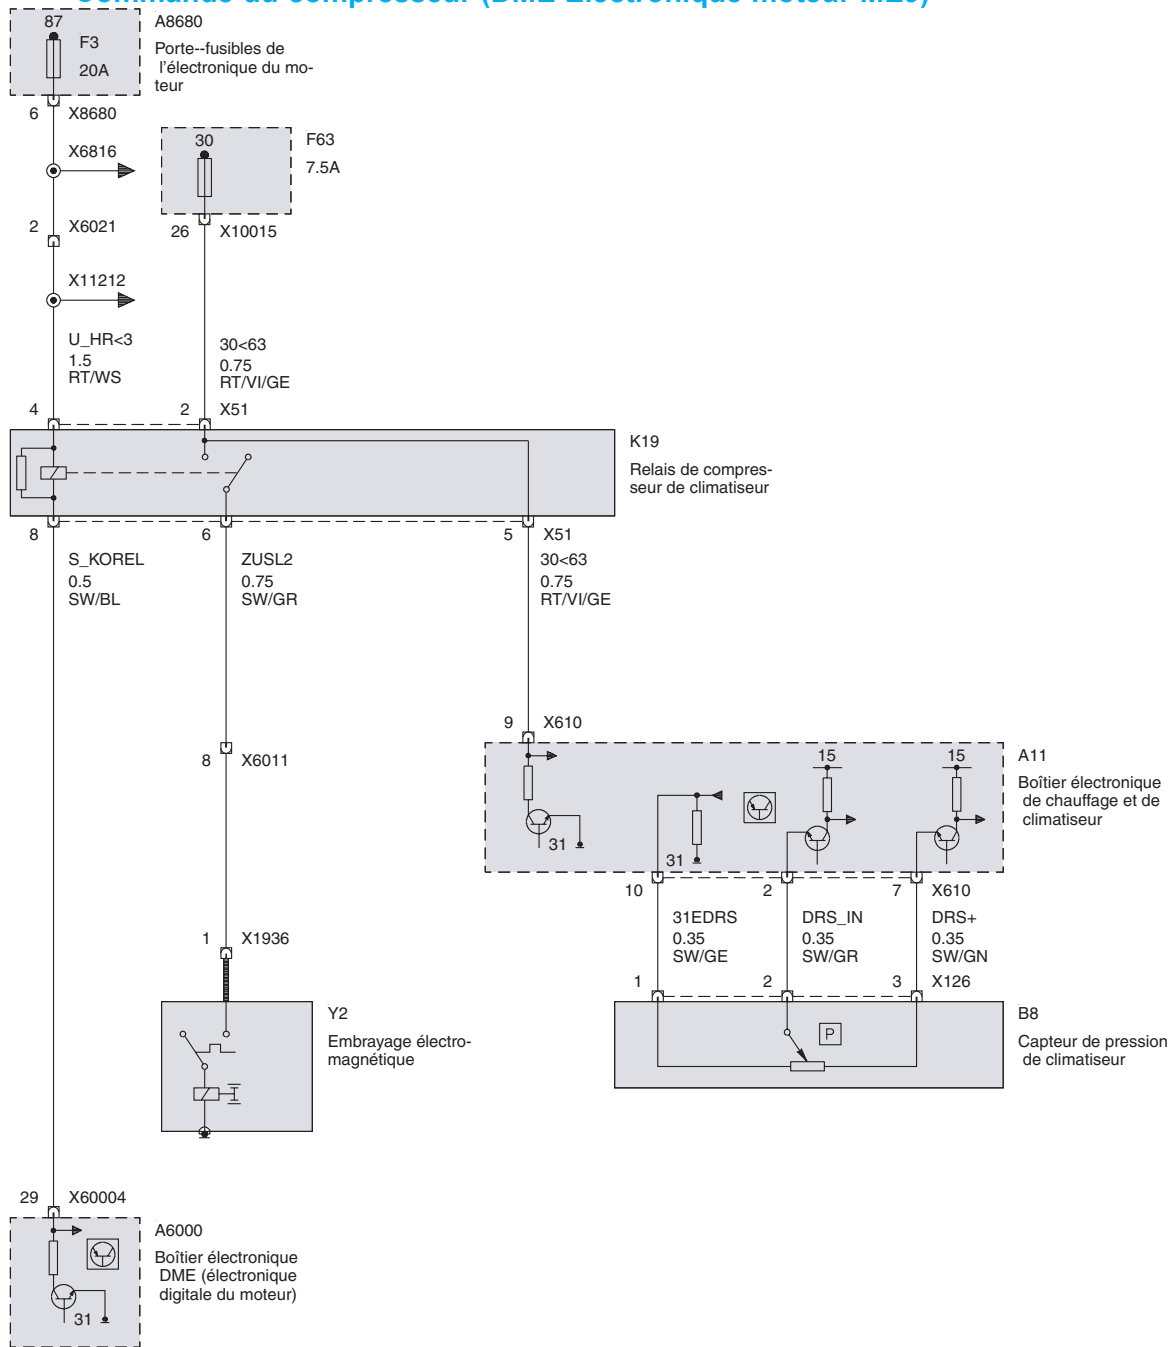 87
A8680
F3
20A
Porte--fusibles de
l'électronique du mo-
teur
6 X8680
X6816
30
F63
7.5A
2 X6021
26 X10015
X11212
U_HR<3
1.5
RT/WS
30<63
0.75
RT/VI/GE
4
2 X51
K19
Relais de compres-
seur de climatiseur
8
6
5 X51
S_KOREL
0.5
SW/BL
ZUSL2
0.75
SW/GR
30<63
0.75
RT/VI/GE
9 X610
8 X6011
15
15
A11
Boîtier électronique
de chauffage et de
climatiseur
31
31
10
2
7 X610
31EDRS
0.35
SW/GE
DRS_IN
0.35
SW/GR
DRS+
0.35
SW/GN
1 X1936
1
2
3 X126
Y2
Embrayage électro-
magnétique
P
B8
Capteur de pression
de climatiseur
29 X60004
A6000
Boîtier électronique
DME (électronique
digitale du moteur)
31